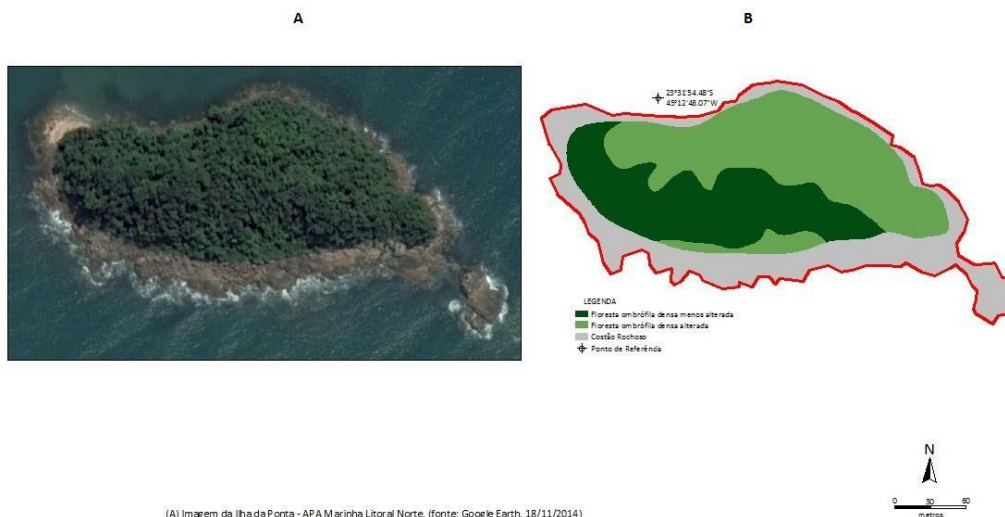 A
B
23°31'54.48"S
45°12'48.07"W
LEGENDA
Floresta ombrófila densa menos alterada
Floresta ombrófila densa alterada
Costão Rochoso
Ponto de Referência
N
0 30 60
metros
(A) Imagem da Ilha da Ponta - APA Marinha Litoral Norte. (fonte: Google Earth, 18/11/2014)